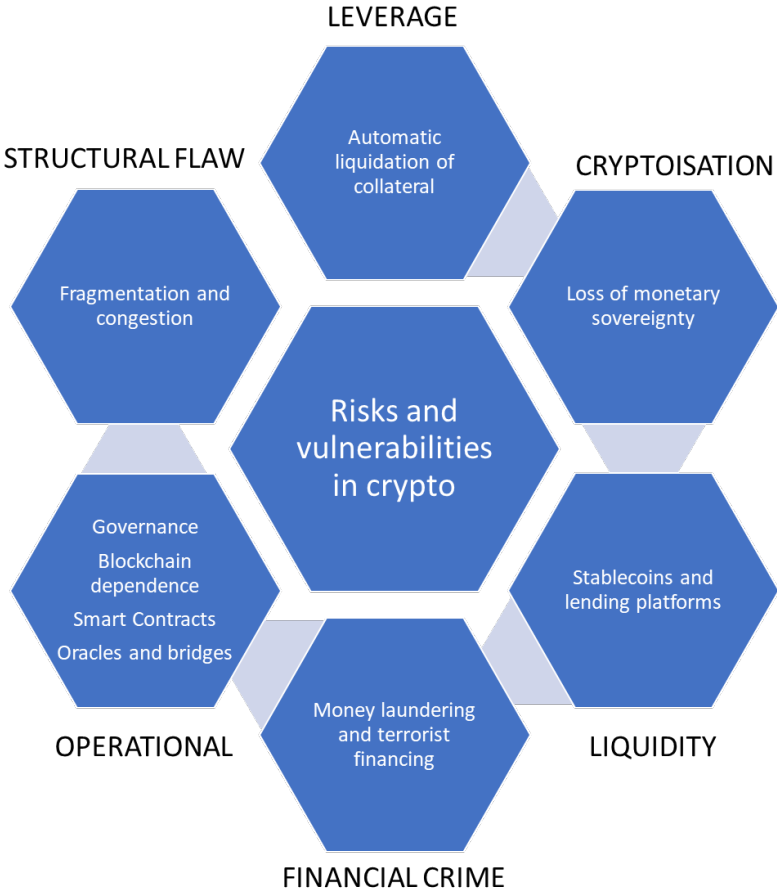 LEVERAGE
Automatic
liquidation of
collateral
STRUCTURAL FLAW
Fragmentation and
congestion
CRYPTOISATION
Loss of monetary
sovereignty
Risks and
vulnerabilities
in crypto
Governance
Blockchain
dependence
Smart Contracts
Oracles and bridges
OPERATIONAL
Stablecoins and
lending platforms
LIQUIDITY
Money laundering
and terrorist
financing
FINANCIAL CRIME